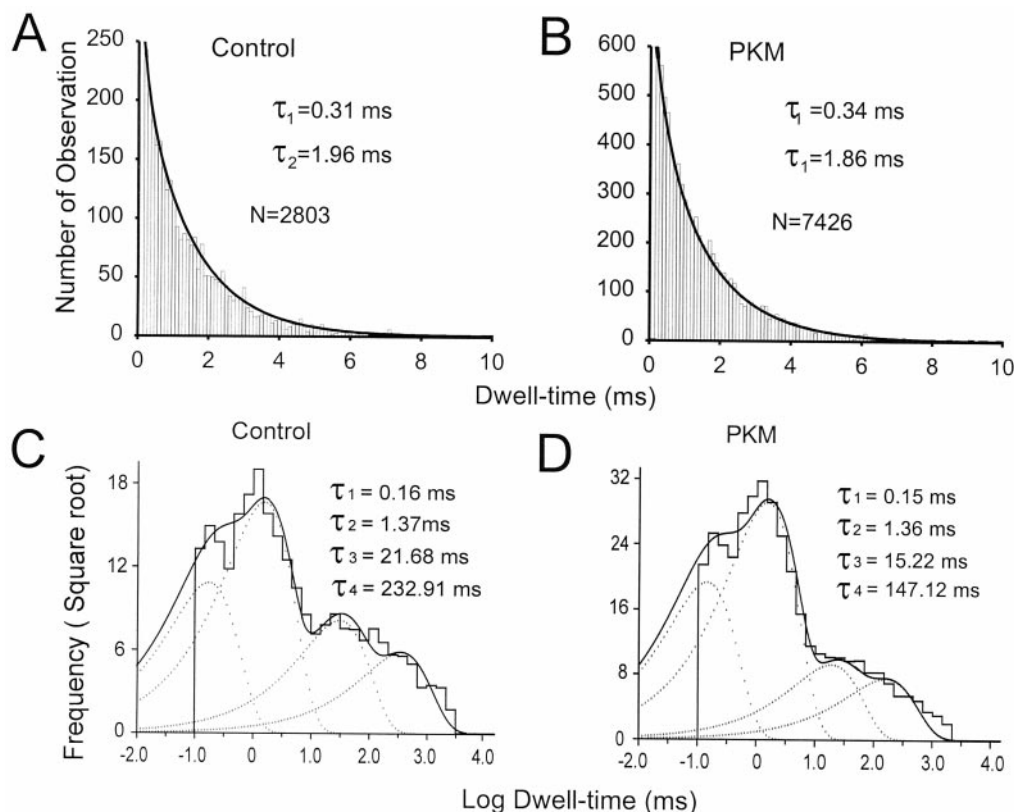 A
Control
250
200
150
100
50
0
τ1=0.31 ms
τ2=1.96 ms
N=2803
Number of Observation
0 2 4 6 8 10
B
PKM
600
500
400
300
200
100
0
τ1=0.34 ms
τ1=1.86 ms
N=7426
0 2 4 6 8 10
Dwell-time (ms)
C
Control
18
12
6
0
τ1 = 0.16 ms
τ2 = 1.37ms
τ3 = 21.68 ms
τ4 = 232.91 ms
Frequency ( Square root)
-2.0 -1.0 0 1.0 2.0 3.0 4.0
D
PKM
32
24
16
8
0
τ1 = 0.15 ms
τ2 = 1.36 ms
τ3 = 15.22 ms
τ4 = 147.12 ms
-2.0 -1.0 0 1.0 2.0 3.0 4.0
Log Dwell-time (ms)